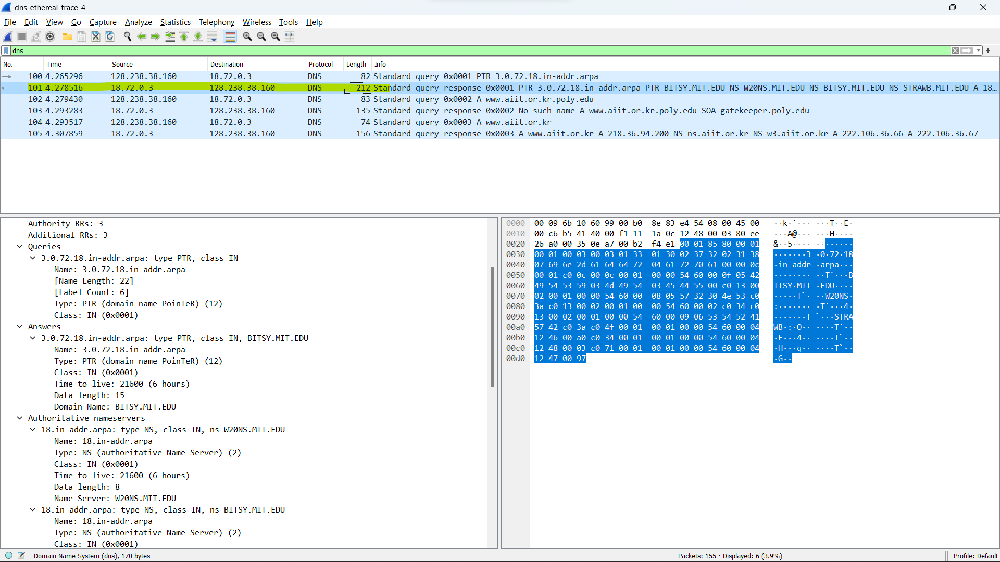 dns-ethereal-trace-4
File Edit View Go Capture Analyze Statistics Telephony Wireless Tools Help
dns
No. Time Source Destination Protocol Length Info
100 4.265296 128.238.38.160 18.72.0.3 DNS 82 Standard query 0x0001 PTR 3.0.72.18.in-addr.arpa
101 4.278516 18.72.0.3 128.238.38.160 DNS 212 Standard query response 0x0001 PTR 3.0.72.18.in-addr.arpa PTR BITSY.MIT.EDU NS W20NS.MIT.EDU NS BITSY.MIT.EDU NS STRAWB.MIT.EDU A 18…
102 4.279430 128.238.38.160 18.72.0.3 DNS 83 Standard query 0x0002 A www.aiit.or.kr.poly.edu
103 4.293283 18.72.0.3 128.238.38.160 DNS 135 Standard query response 0x0002 No such name A www.aiit.or.kr.poly.edu SOA gatekeeper.poly.edu
104 4.293517 128.238.38.160 18.72.0.3 DNS 74 Standard query 0x0003 A www.aiit.or.kr
105 4.307859 18.72.0.3 128.238.38.160 DNS 156 Standard query response 0x0003 A www.aiit.or.kr A 218.36.94.200 NS ns.aiit.or.kr NS w3.aiit.or.kr A 222.106.36.66 A 222.106.36.67
Authority RRs: 3
Additional RRs: 3
Queries
3.0.72.18.in-addr.arpa: type PTR, class IN
Name: 3.0.72.18.in-addr.arpa
[Name Length: 22]
[Label Count: 6]
Type: PTR (domain name PoinTeR) (12)
Class: IN (0x0001)
Answers
3.0.72.18.in-addr.arpa: type PTR, class IN, BITSY.MIT.EDU
Name: 3.0.72.18.in-addr.arpa
Type: PTR (domain name PoinTeR) (12)
Class: IN (0x0001)
Time to live: 21600 (6 hours)
Data length: 15
Domain Name: BITSY.MIT.EDU
Authoritative nameservers
18.in-addr.arpa: type NS, class IN, ns W20NS.MIT.EDU
Name: 18.in-addr.arpa
Type: NS (authoritative Name Server) (2)
Class: IN (0x0001)
Time to live: 21600 (6 hours)
Data length: 8
Name Server: W20NS.MIT.EDU
18.in-addr.arpa: type NS, class IN, ns BITSY.MIT.EDU
Name: 18.in-addr.arpa
Type: NS (authoritative Name Server) (2)
Class: IN (0x0001)
0000 00 09 6b 10 60 99 00 b0 8e 83 e4 54 08 00 45 00 ··k·`··· ···T··E·
0010 00 c6 b5 41 40 00 f1 11 1a 0c 12 48 00 03 80 ee ···A@··· ···H····
0020 26 a0 00 35 0e a7 00 b2 f4 e1 00 01 85 80 00 01 &··5···· ········
0030 00 01 00 03 00 03 01 33 01 30 02 37 32 02 31 38 ·······3 ·0·72·18
0040 07 69 6e 2d 61 64 64 72 04 61 72 70 61 00 00 0c ·in-addr ·arpa···
0050 00 01 c0 0c 00 0c 00 01 00 00 54 60 00 0f 05 42 ········ ··T`···B
0060 49 54 53 59 03 4d 49 54 03 45 44 55 00 c0 13 00 ITSY·MIT ·EDU····
0070 02 00 01 00 00 54 60 00 08 05 57 32 30 4e 53 c0 ·····T`· ··W20NS·
0080 3a c0 13 00 02 00 01 00 00 54 60 00 02 c0 34 c0 :······· ·T`···4·
0090 13 00 02 00 01 00 00 54 60 00 09 06 53 54 52 41 ·······T `···STRA
00a0 57 42 c0 3a c0 4f 00 01 00 01 00 00 54 60 00 04 WB·:·O·· ····T`··
00b0 12 46 00 a0 c0 34 00 01 00 01 00 00 54 60 00 04 ·F···4·· ····T`··
00c0 12 48 00 03 c0 71 00 01 00 01 00 00 54 60 00 04 ·H···q·· ····T`··
00d0 12 47 00 97 ·G··
Domain Name System (dns), 170 bytes
Packets: 155 · Displayed: 6 (3.9%)
Profile: Default